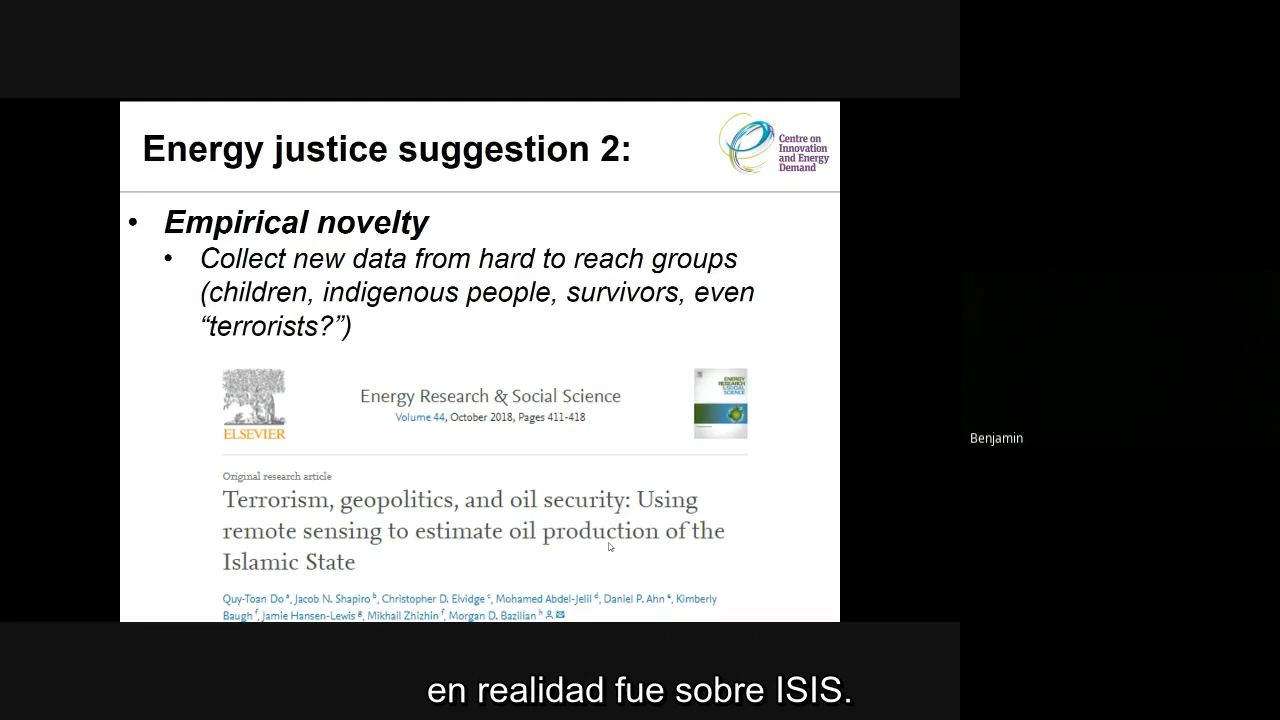 Energy justice suggestion 2:
Centre on
Innovation
and Energy
Demand
• Empirical novelty
• Collect new data from hard to reach groups
(children, indigenous people, survivors, even
“terrorists?”)
ELSEVIER
Energy Research & Social Science
Volume 44, October 2018, Pages 411-418
ENERGY
RESEARCH
& SOCIAL
SCIENCE
Original research article
Terrorism, geopolitics, and oil security: Using
remote sensing to estimate oil production of the
Islamic State
Quy-Toan Do a, Jacob N. Shapiro b, Christopher D. Elvidge c, Mohamed Abdel-Jelil d, Daniel P. Ahn e, Kimberly
Baugh f, Jamie Hansen-Lewis g, Mikhail Zhizhin f, Morgan D. Bazilian h
Benjamin
en realidad fue sobre ISIS.